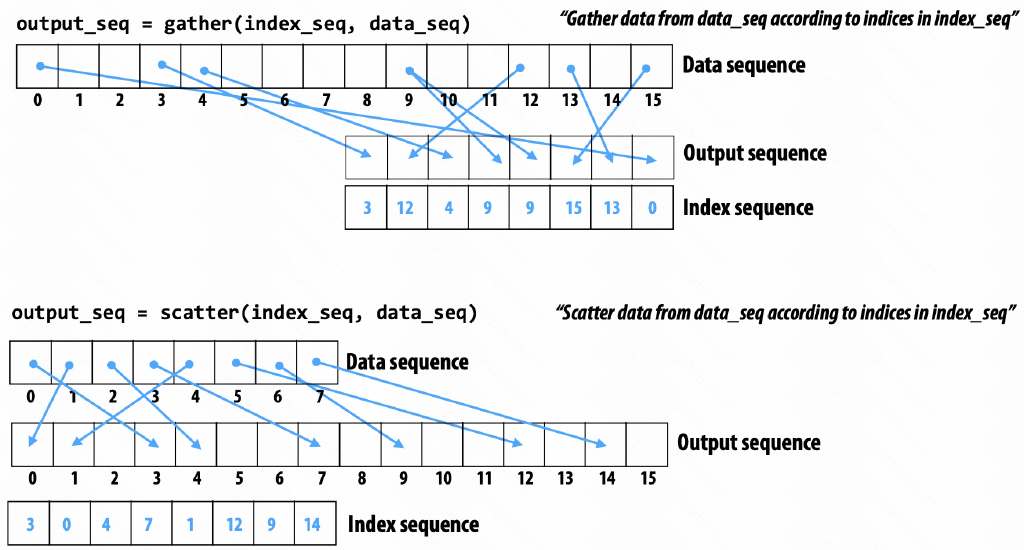 output_seq = gather(index_seq, data_seq)
“Gather data from data_seq according to indices in index_seq”
Data sequence
0 1 2 3 4 5 6 7 8 9 10 11 12 13 14 15
Output sequence
3 12 4 9 9 15 13 0
Index sequence
output_seq = scatter(index_seq, data_seq)
“Scatter data from data_seq according to indices in index_seq”
Data sequence
0 1 2 3 4 5 6 7
Output sequence
0 1 2 3 4 5 6 7 8 9 10 11 12 13 14 15
3 0 4 7 1 12 9 14
Index sequence